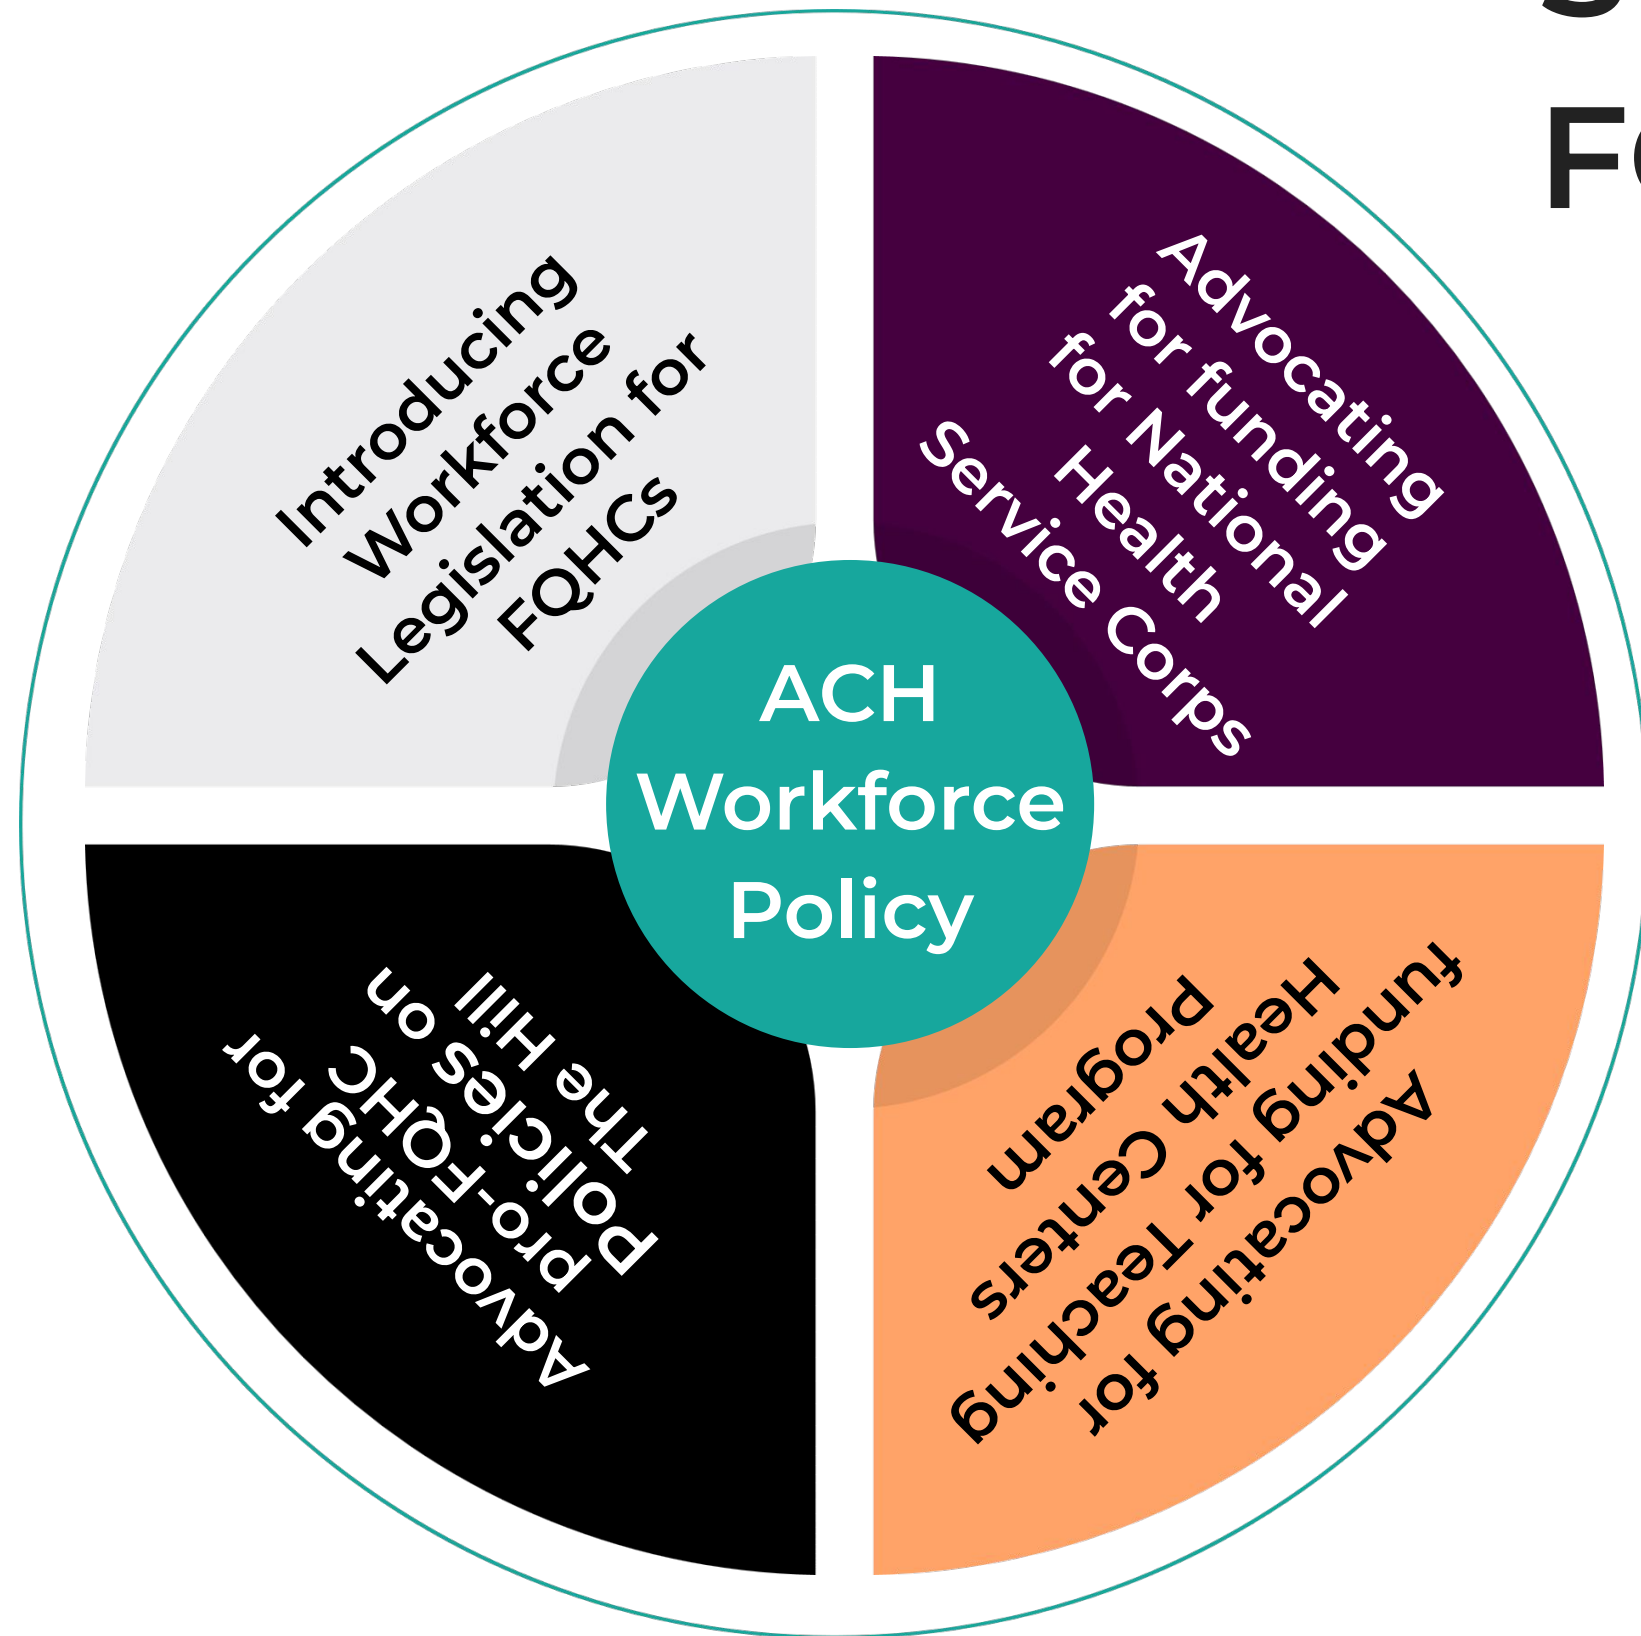 Introducing
Workforce
Legislation for
FQHCs
Advocating
for funding
for National
Health
Service Corps
ACH
Workforce
Policy
Advocating for
pro-FQHC
Policies on
The Hill
Advocating for
funding for Teaching
Health Centers
Program